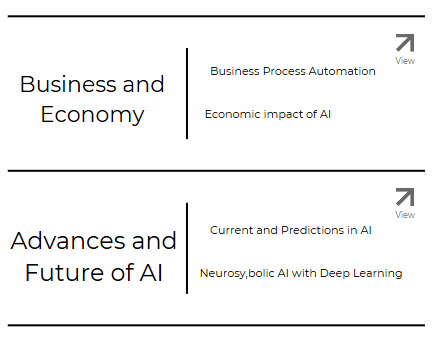 View
Business and
Economy
Business Process Automation
Economic impact of AI
View
Advances and
Future of AI
Current and Predictions in AI
Neurosy,bolic AI with Deep Learning